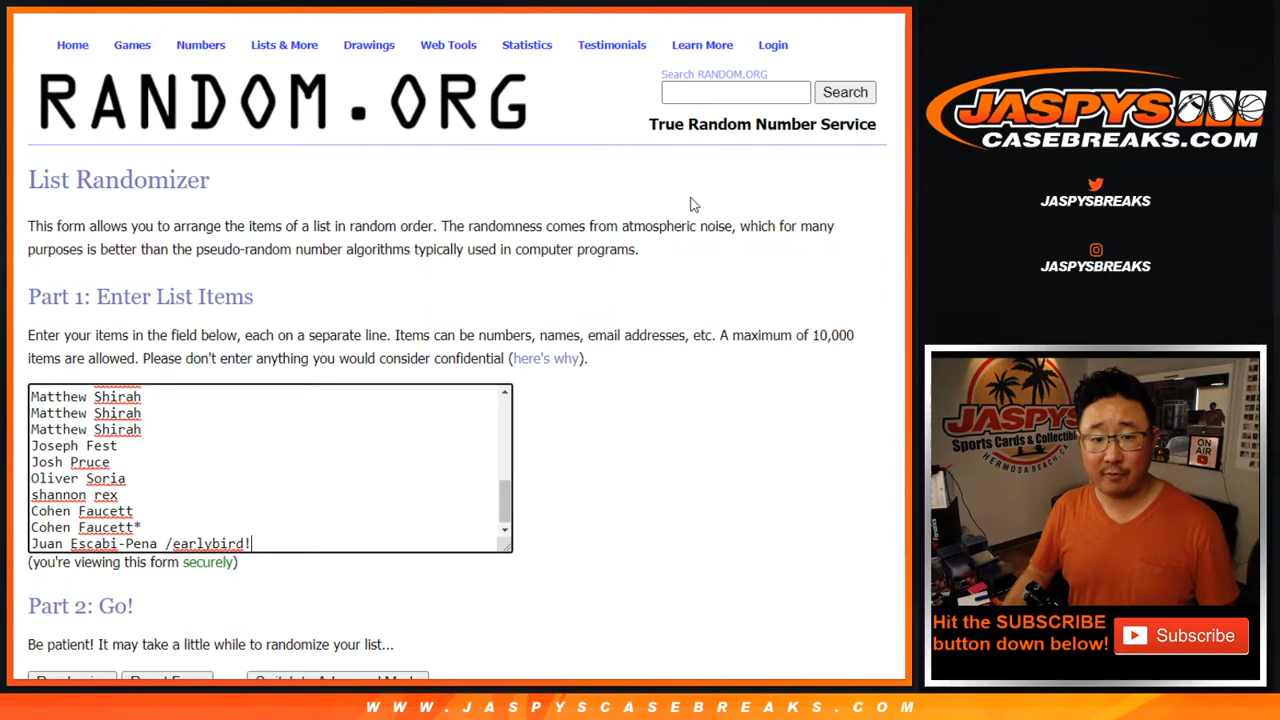 Home Games Numbers Lists & More Drawings Web Tools Statistics Testimonials Learn More Login
RANDOM.ORG
Search RANDOM.ORG
Search
True Random Number Service
List Randomizer
This form allows you to arrange the items of a list in random order. The randomness comes from atmospheric noise, which for many
purposes is better than the pseudo-random number algorithms typically used in computer programs.
Part 1: Enter List Items
Enter your items in the field below, each on a separate line. Items can be numbers, names, email addresses, etc. A maximum of 10,000
items are allowed. Please don't enter anything you would consider confidential (here's why).
Matthew Shirah
Matthew Shirah
Matthew Shirah
Joseph Fest
Josh Pruce
Oliver Soria
shannon rex
Cohen Faucett
Cohen Faucett*
Juan Escabi-Pena /earlybird!
(you're viewing this form securely)
Part 2: Go!
Be patient! It may take a little while to randomize your list...
JASPYS
CASEBREAKS.COM
JASPYSBREAKS
JASPYSBREAKS
JASPYS
Sports Cards & Collectibles
HERMOSA BEACH, CA
ON AIR
Hit the SUBSCRIBE
button down below!
Subscribe
WWW.JASPYSCASEBREAKS.COM